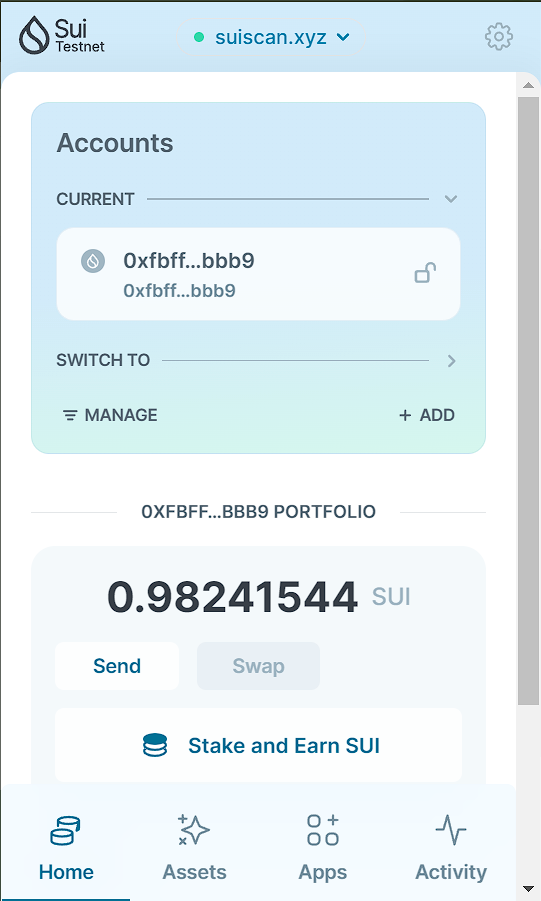 Sui
Testnet
suiscan.xyz
Accounts
CURRENT
0xfbff...bbb9
0xfbff...bbb9
SWITCH TO
MANAGE
+ ADD
0XFBFF...BBB9 PORTFOLIO
0.98241544 SUI
Send
Swap
Stake and Earn SUI
Home
Assets
Apps
Activity